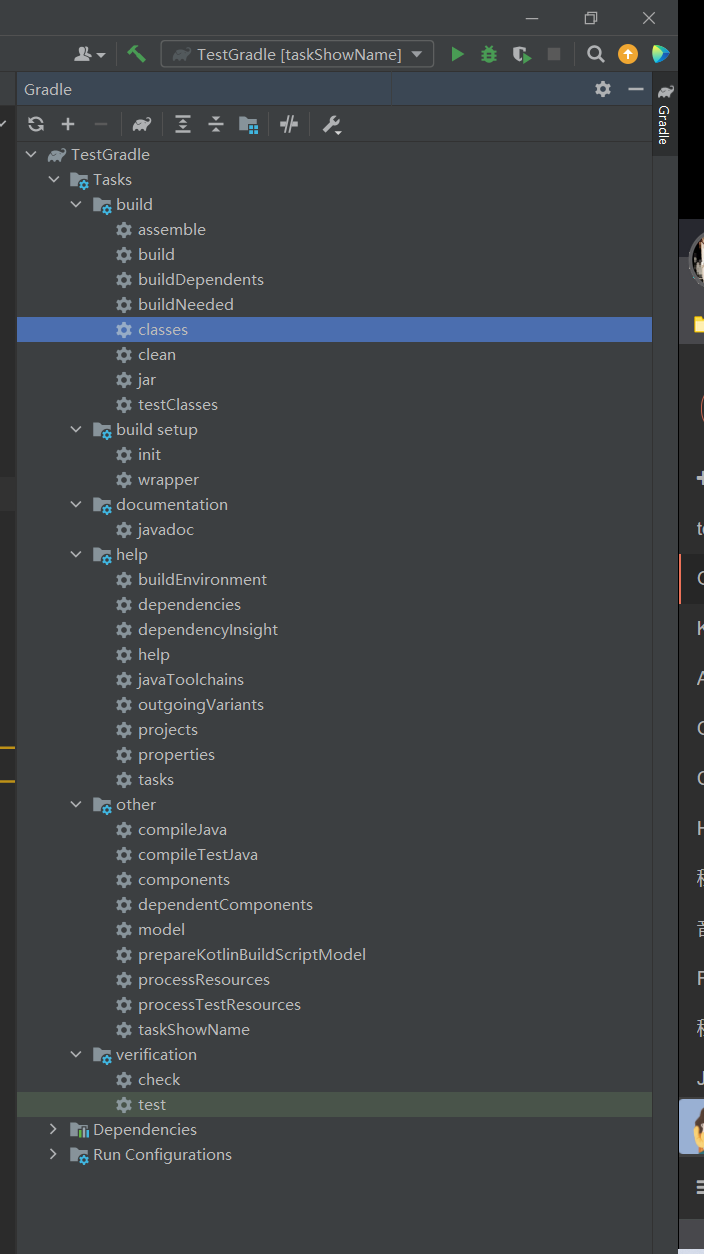 TestGradle [taskShowName]
Gradle
Gradle
TestGradle
Tasks
build
assemble
build
buildDependents
buildNeeded
classes
clean
jar
testClasses
build setup
init
wrapper
documentation
javadoc
help
buildEnvironment
dependencies
dependencyInsight
help
javaToolchains
outgoingVariants
projects
properties
tasks
other
compileJava
compileTestJava
components
dependentComponents
model
prepareKotlinBuildScriptModel
processResources
processTestResources
taskShowName
verification
check
test
Dependencies
Run Configurations